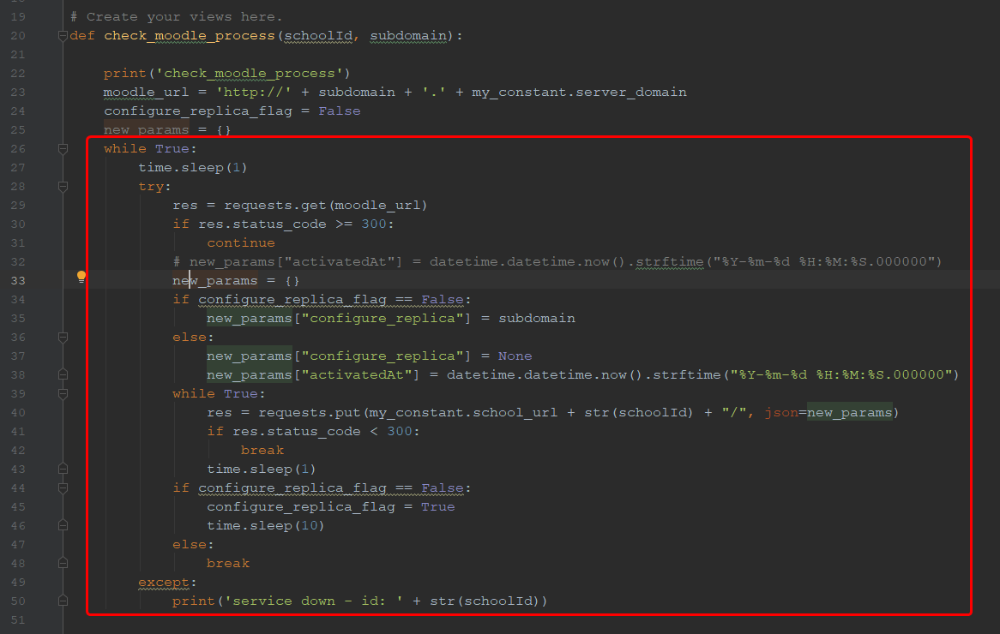 19 # Create your views here.
20 def check_moodle_process(schoolId, subdomain):
21
22     print('check_moodle_process')
23     moodle_url = 'http://' + subdomain + '.' + my_constant.server_domain
24     configure_replica_flag = False
25     new_params = {}
26     while True:
27         time.sleep(1)
28         try:
29             res = requests.get(moodle_url)
30             if res.status_code >= 300:
31                 continue
32             # new_params["activatedAt"] = datetime.datetime.now().strftime("%Y-%m-%d %H:%M:%S.000000")
33             new_params = {}
34             if configure_replica_flag == False:
35                 new_params["configure_replica"] = subdomain
36             else:
37                 new_params["configure_replica"] = None
38                 new_params["activatedAt"] = datetime.datetime.now().strftime("%Y-%m-%d %H:%M:%S.000000")
39             while True:
40                 res = requests.put(my_constant.school_url + str(schoolId) + "/", json=new_params)
41                 if res.status_code < 300:
42                     break
43                 time.sleep(1)
44             if configure_replica_flag == False:
45                 configure_replica_flag = True
46                 time.sleep(10)
47             else:
48                 break
49         except:
50             print('service down - id: ' + str(schoolId))
51